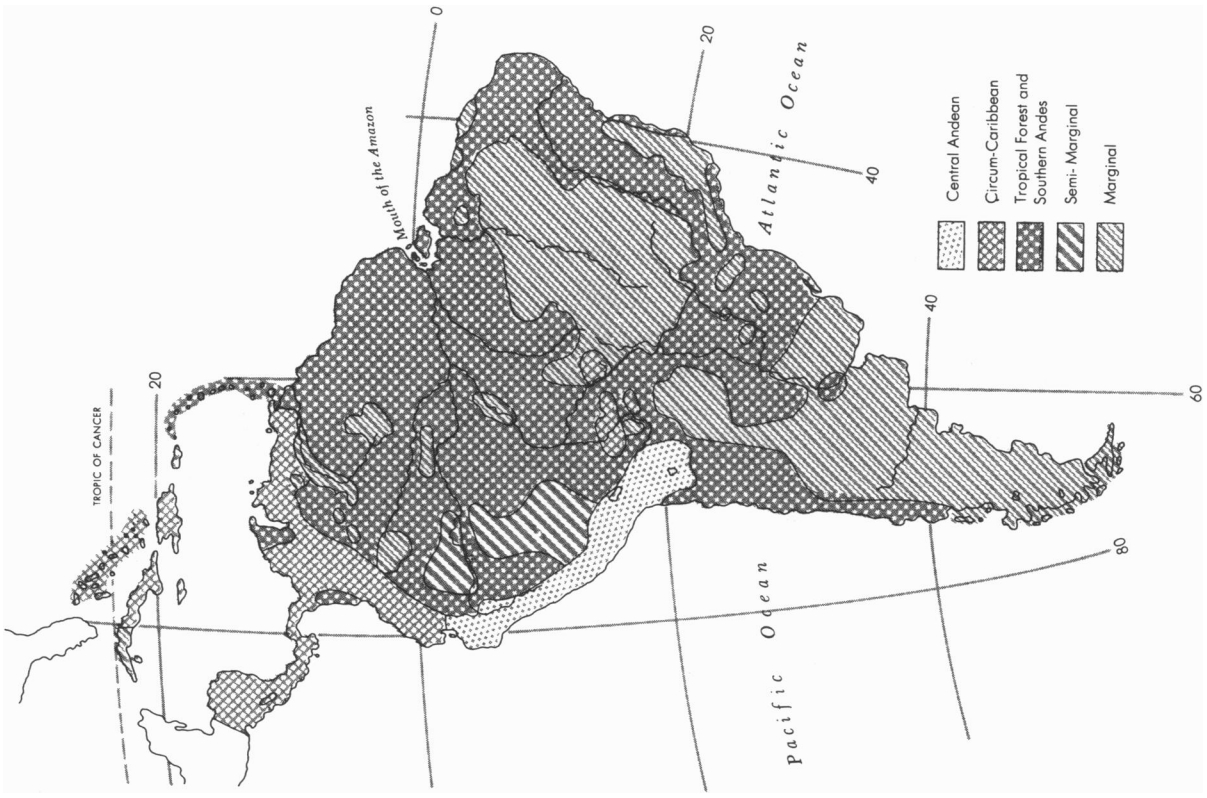 TROPIC OF CANCER
20
0
Mouth of the Amazon
20
Atlantic Ocean
40
Central Andean
Circum-Caribbean
Tropical Forest and
Southern Andes
Semi-Marginal
Marginal
40
60
80
Pacific Ocean